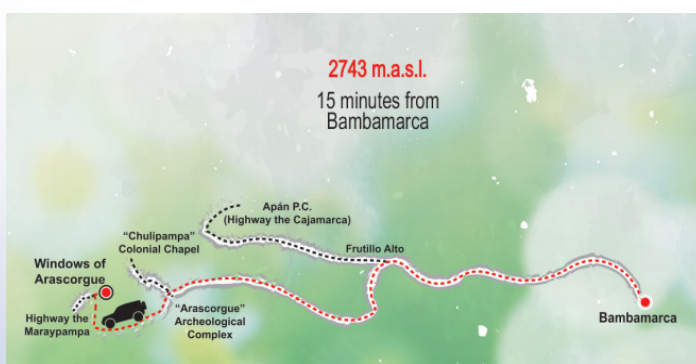 2743 m.a.s.l.
15 minutes from
Bambamarca
Apán P.C.
(Highway the Cajamarca)
"Chulipampa"
Colonial Chapel
Frutillo Alto
Windows of
Arascorgue
Highway the
Maraypampa
"Arascorgue"
Archeological
Complex
Bambamarca